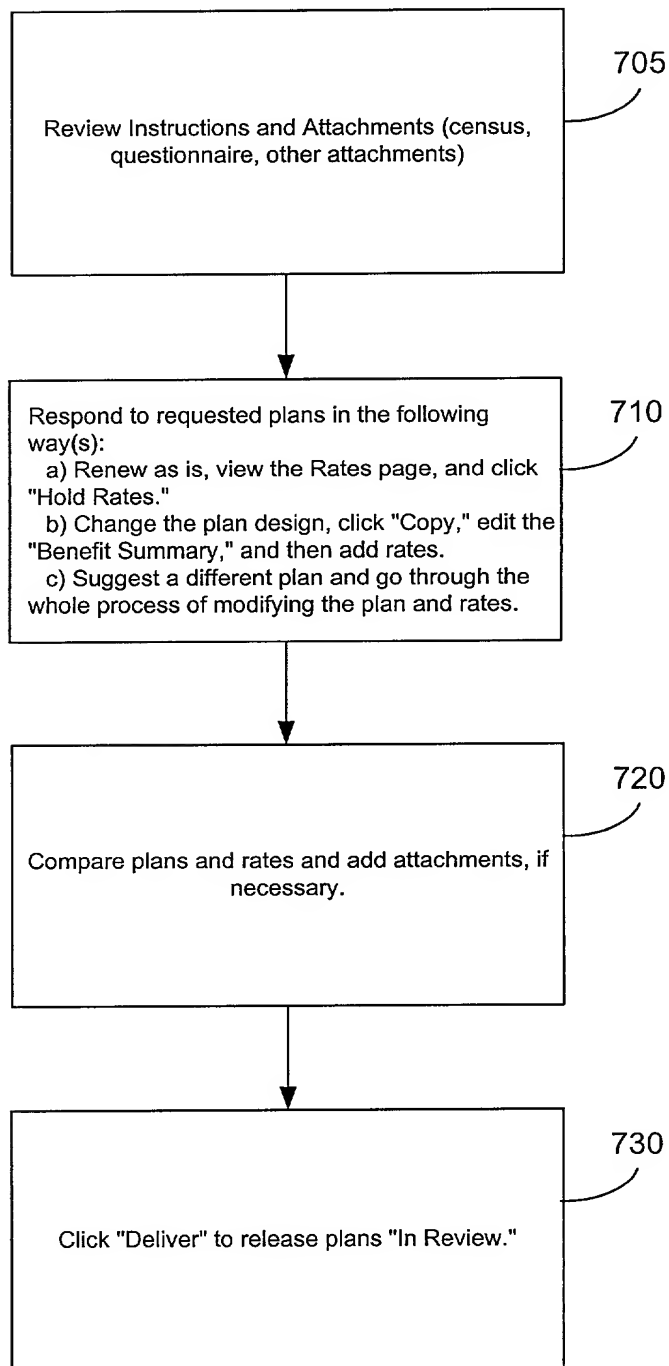 705
Review Instructions and Attachments (census,
questionnaire, other attachments)
710
Respond to requested plans in the following
way(s):
a) Renew as is, view the Rates page, and click
"Hold Rates."
b) Change the plan design, click "Copy," edit the
"Benefit Summary," and then add rates.
c) Suggest a different plan and go through the
whole process of modifying the plan and rates.
720
Compare plans and rates and add attachments, if
necessary.
730
Click "Deliver" to release plans "In Review."